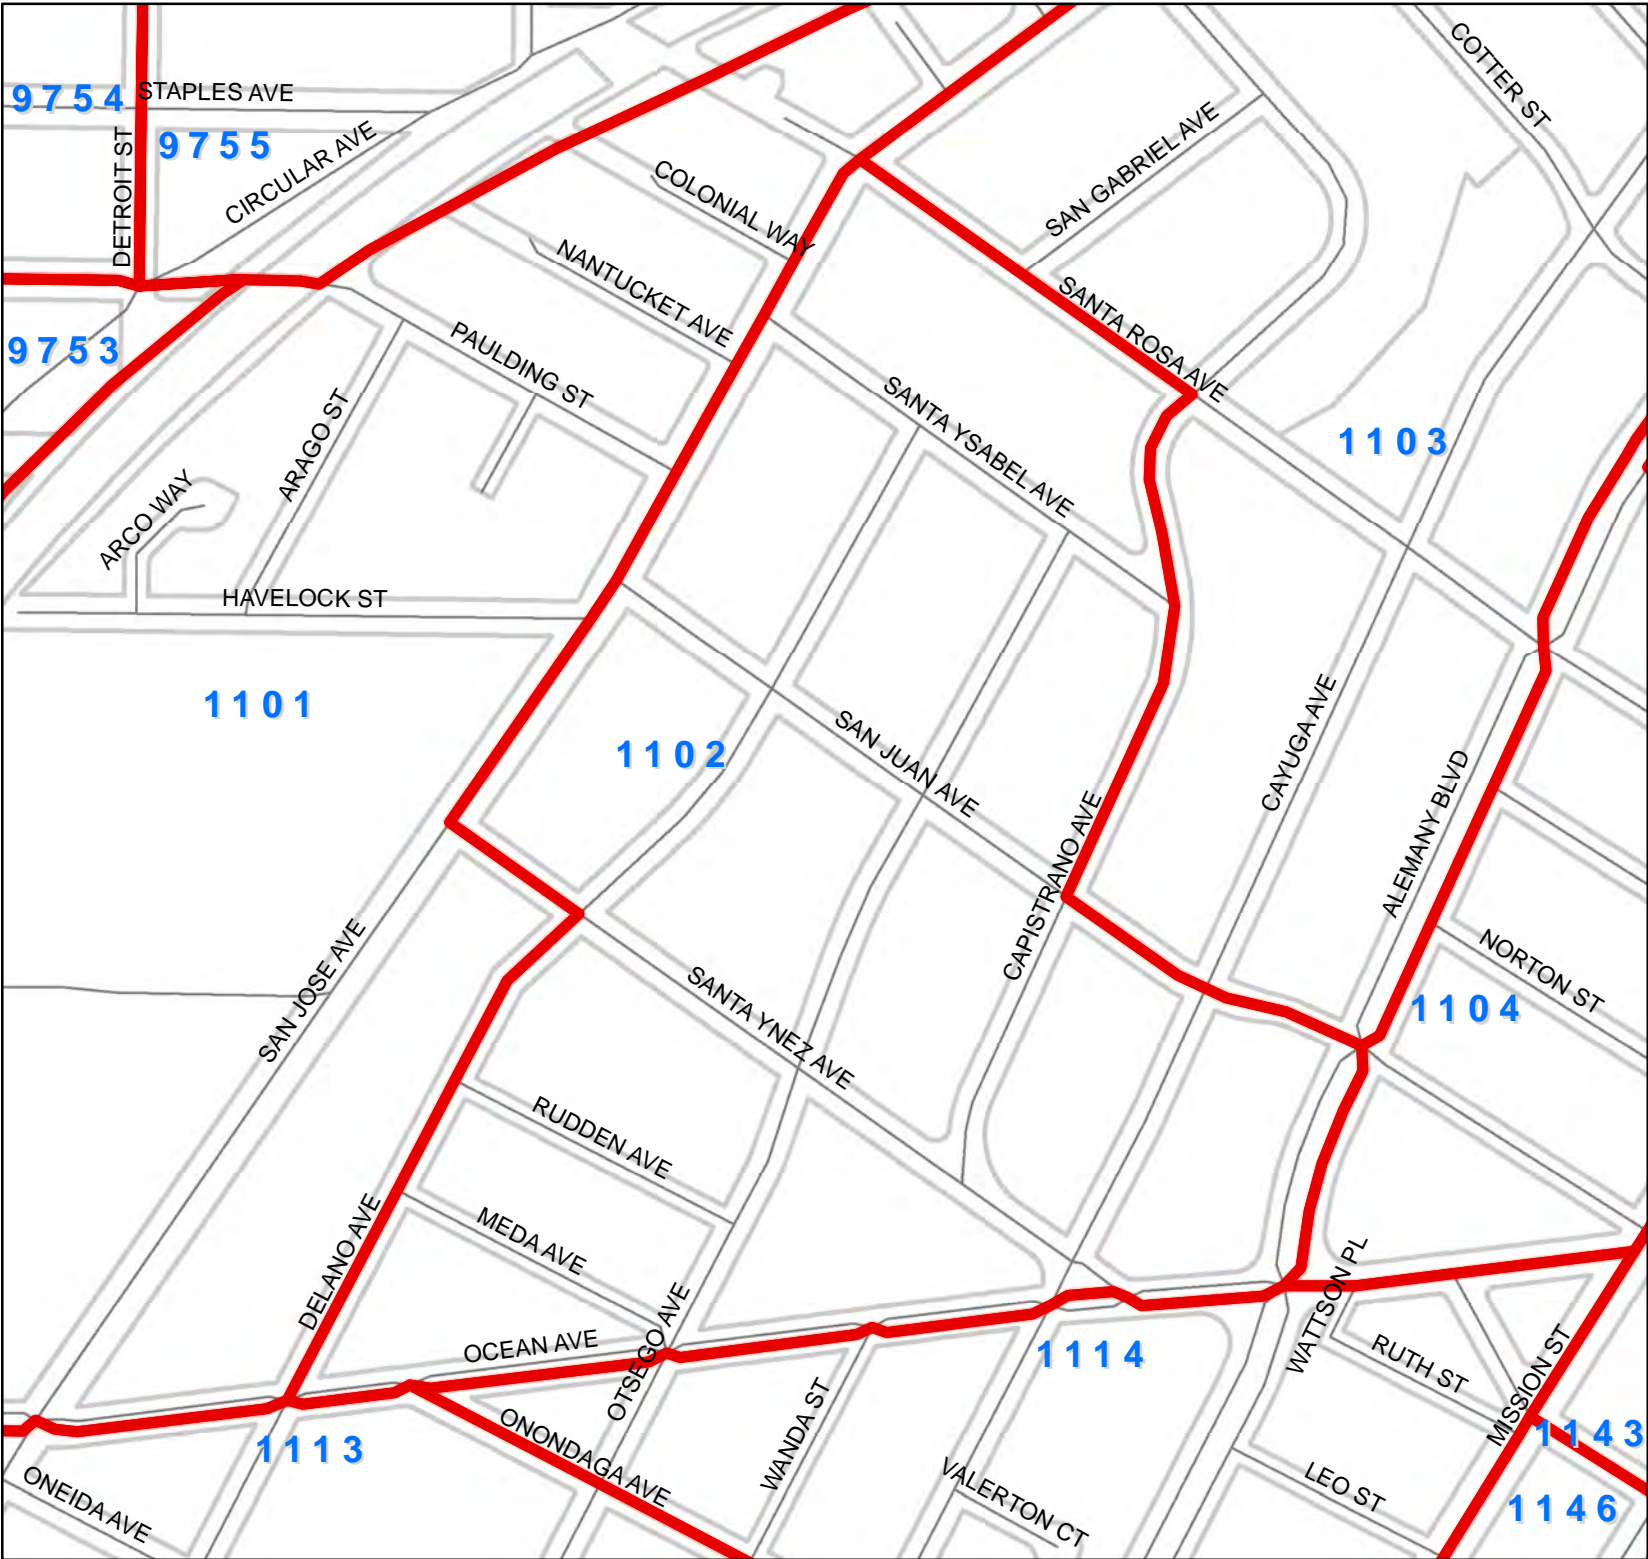 COTTER ST
STAPLES AVE
9754
9755
DETROIT ST
CIRCULAR AVE
SAN GABRIEL AVE
COLONIAL WAY
NANTUCKET AVE
SANTA ROSA AVE
9753
PAULDING ST
ARAGO ST
SANTA YSABEL AVE
1103
ARCO WAY
HAVELOCK ST
1101
1102
SAN JUAN AVE
CAYUGA AVE
ALEMANY BLVD
CAPISTRANO AVE
NORTON ST
SAN JOSE AVE
SANTA YNEZ AVE
1104
RUDDEN AVE
MEDA AVE
DELANO AVE
OCEAN AVE
OTSEGO AVE
WATTSON PL
1114
RUTH ST
MISSION ST
1113
ONONDAGA AVE
WANDA ST
1143
ONEIDA AVE
VALERTON CT
LEO ST
1146